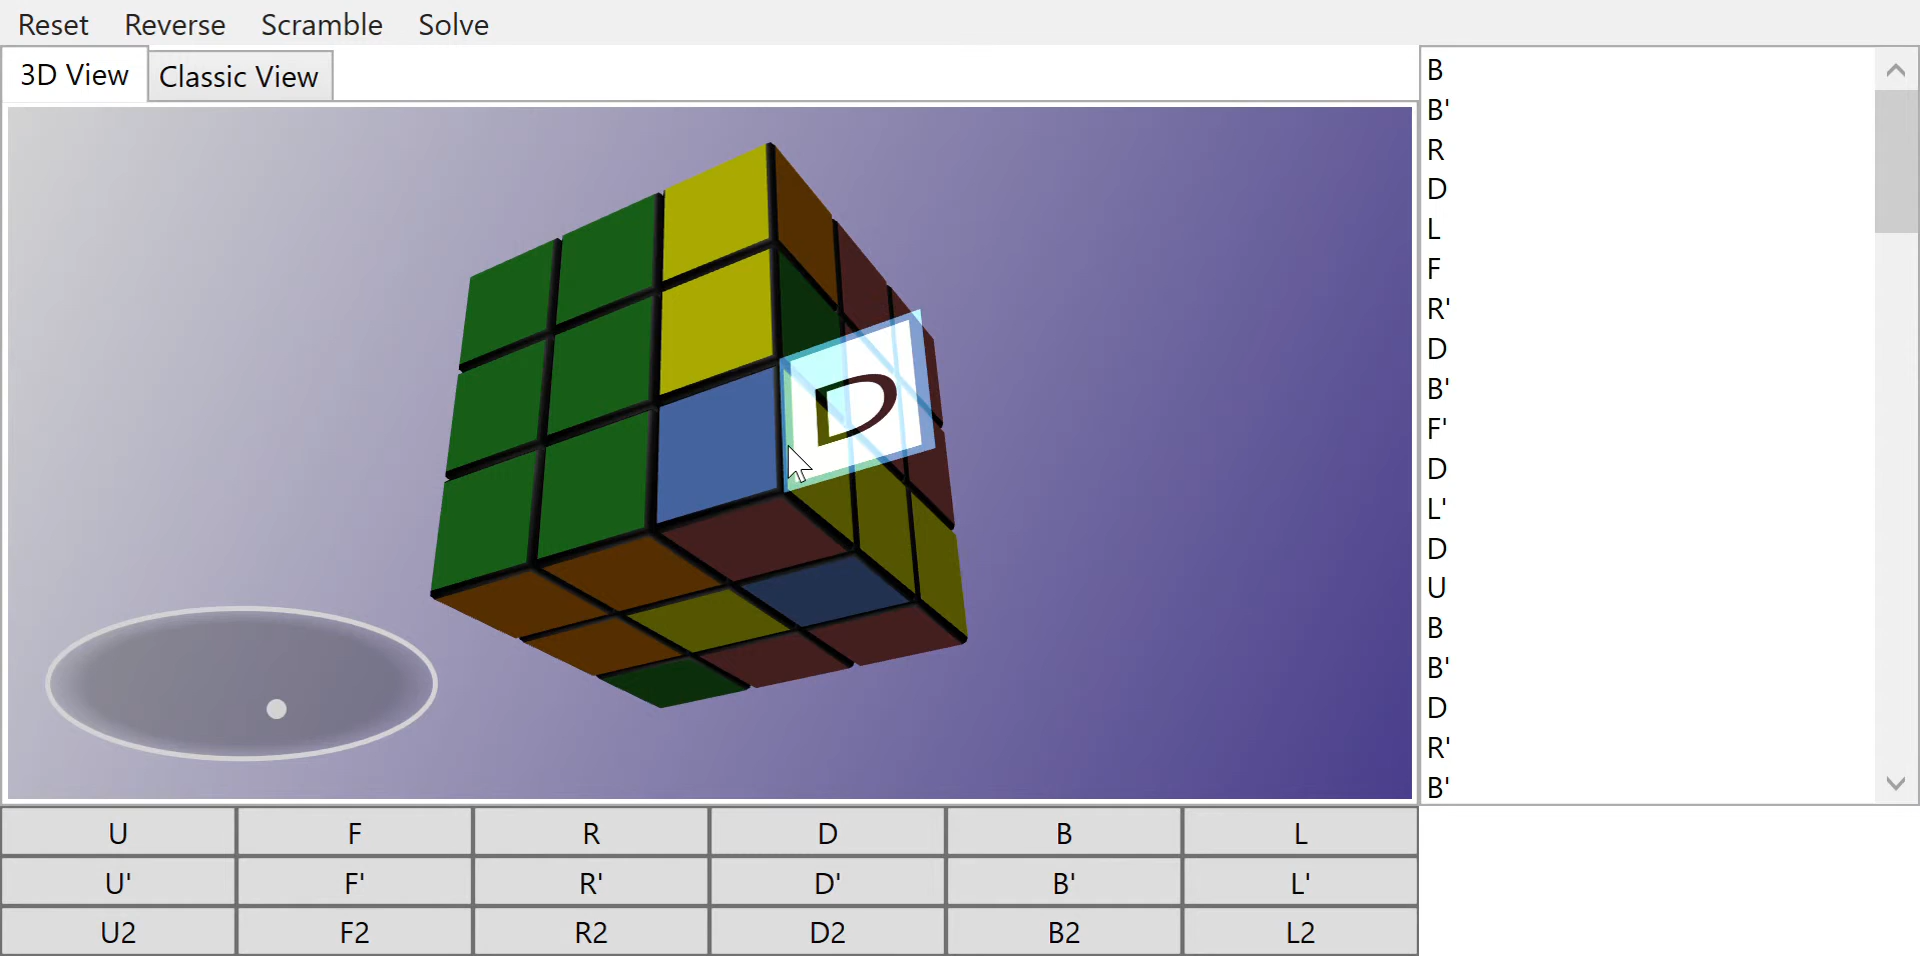 Reset Reverse Scramble Solve
3D View Classic View
D
B
B'
R
D
L
F
R'
D
B'
F'
D
L'
D
U
B
B'
D
R'
B'
U F R D B L
U' F' R' D' B' L'
U2 F2 R2 D2 B2 L2